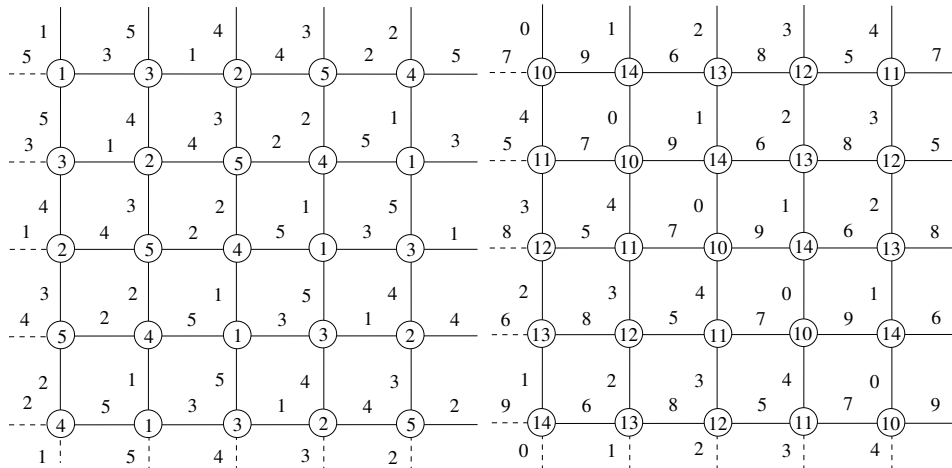 1 5 4 3 2
5 3 1 4 2 5
1 3 2 5 4
5 4 3 2 1
3 1 4 2 5 3
3 2 5 4 1
4 3 2 1 5
1 4 2 5 3 1
2 5 4 1 3
3 2 1 5 4
4 2 5 3 1 4
5 4 1 3 2
2 1 5 4 3
2 5 3 1 4 2
4 1 3 2 5
1 5 4 3 2
0 1 2 3 4
7 9 6 8 5 7
10 14 13 12 11
4 0 1 2 3
5 7 9 6 8 5
11 10 14 13 12
3 4 0 1 2
8 5 7 9 6 8
12 11 10 14 13
2 3 4 0 1
6 8 5 7 9 6
13 12 11 10 14
1 2 3 4 0
9 6 8 5 7 9
14 13 12 11 10
0 1 2 3 4